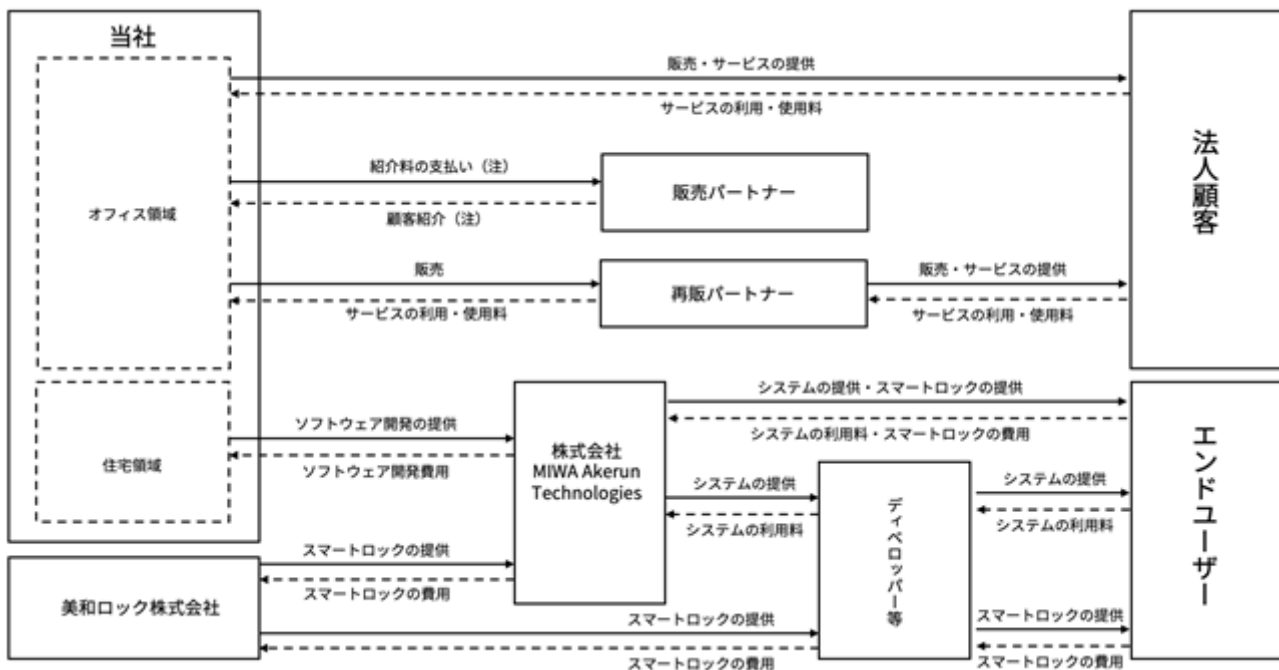 当社
オフィス領域
販売・サービスの提供
サービスの利用・使用料
法人顧客
紹介料の支払い（注）
顧客紹介（注）
販売パートナー
販売
サービスの利用・使用料
再販パートナー
販売・サービスの提供
サービスの利用・使用料
住宅領域
ソフトウェア開発の提供
ソフトウェア開発費用
株式会社
MIWA Akerun
Technologies
システムの提供・スマートロックの提供
システムの利用料・スマートロックの費用
エンドユーザー
システムの提供
システムの利用料
ディベロッパー等
システムの提供
システムの利用料
美和ロック株式会社
スマートロックの提供
スマートロックの費用
スマートロックの提供
スマートロックの費用
スマートロックの提供
スマートロックの費用